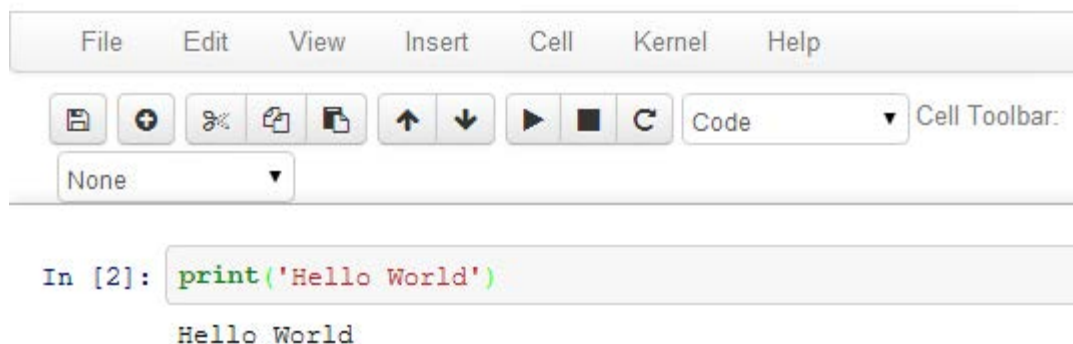 File Edit View Insert Cell Kernel Help
Code Cell Toolbar:
None
In [2]: print('Hello World')
Hello World